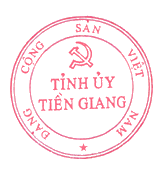 ĐẢNG CỘNG SẢN VIỆT NAM
TỈNH ỦY
TIỀN GIANG